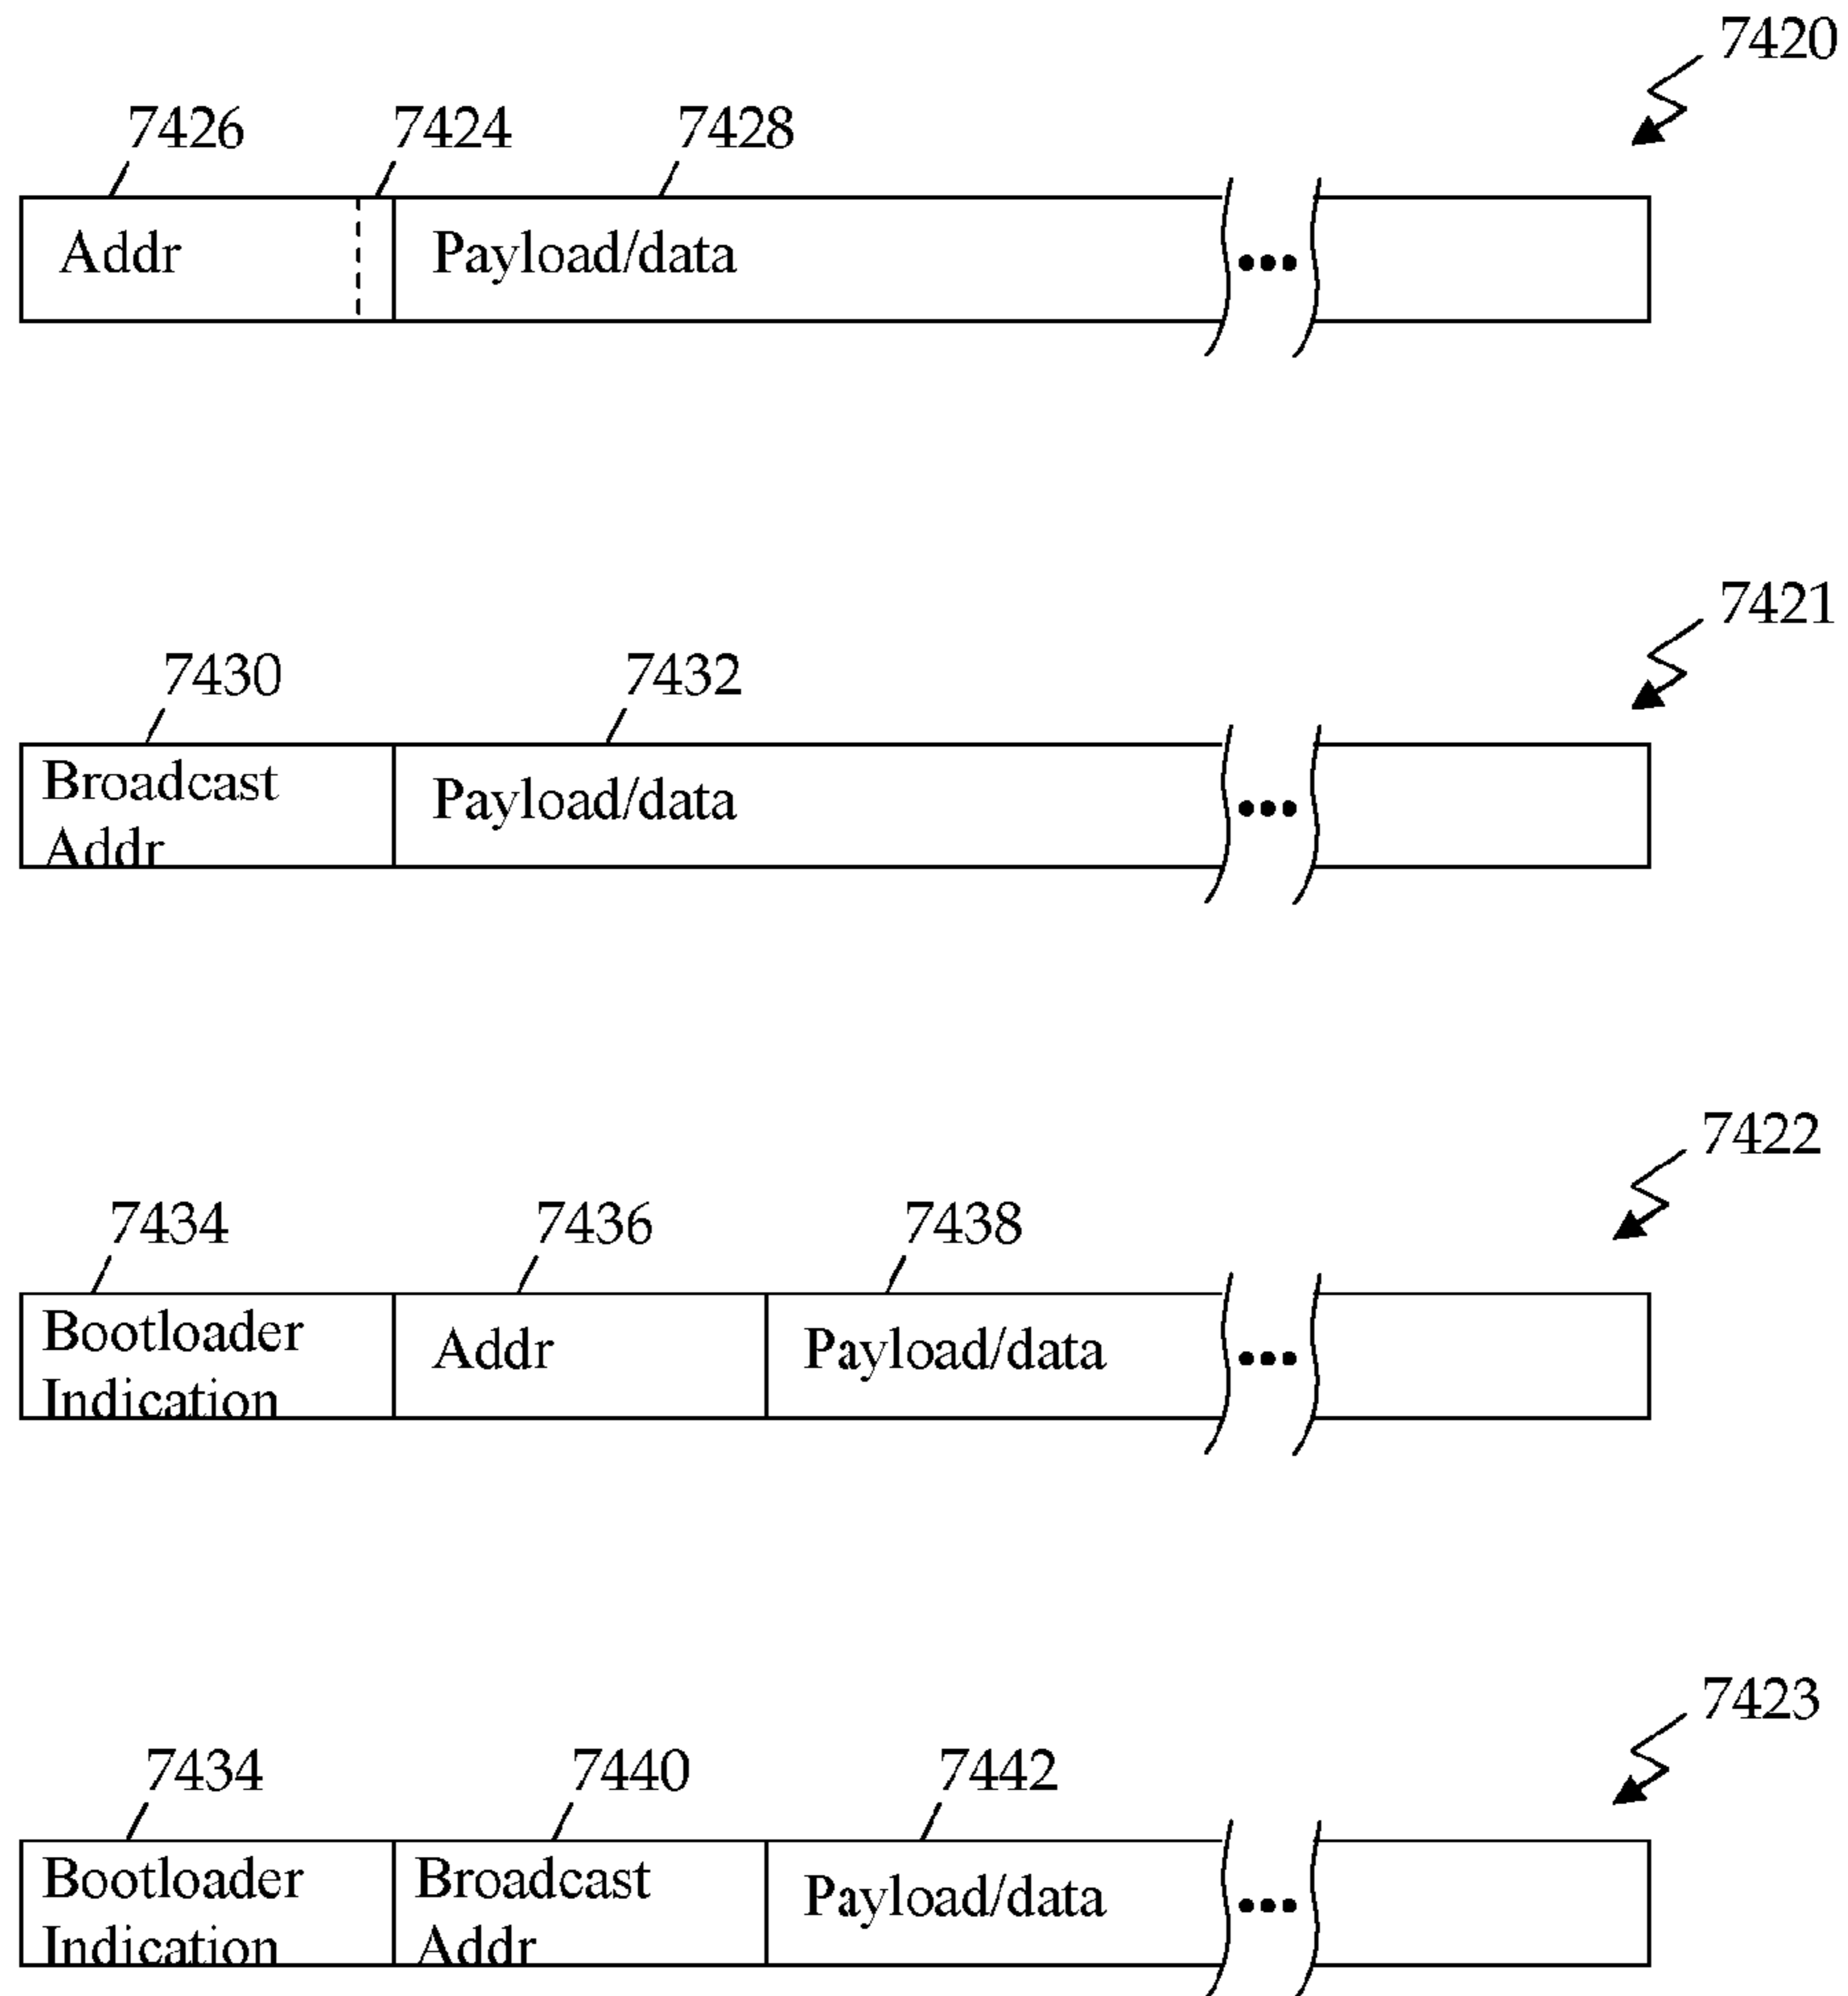 7420
7426 7424 7428
Addr Payload/data •••
7421
7430 7432
Broadcast
Addr
Payload/data •••
7422
7434 7436 7438
Bootloader
Indication
Addr Payload/data •••
7423
7434 7440 7442
Bootloader
Indication
Broadcast
Addr
Payload/data •••